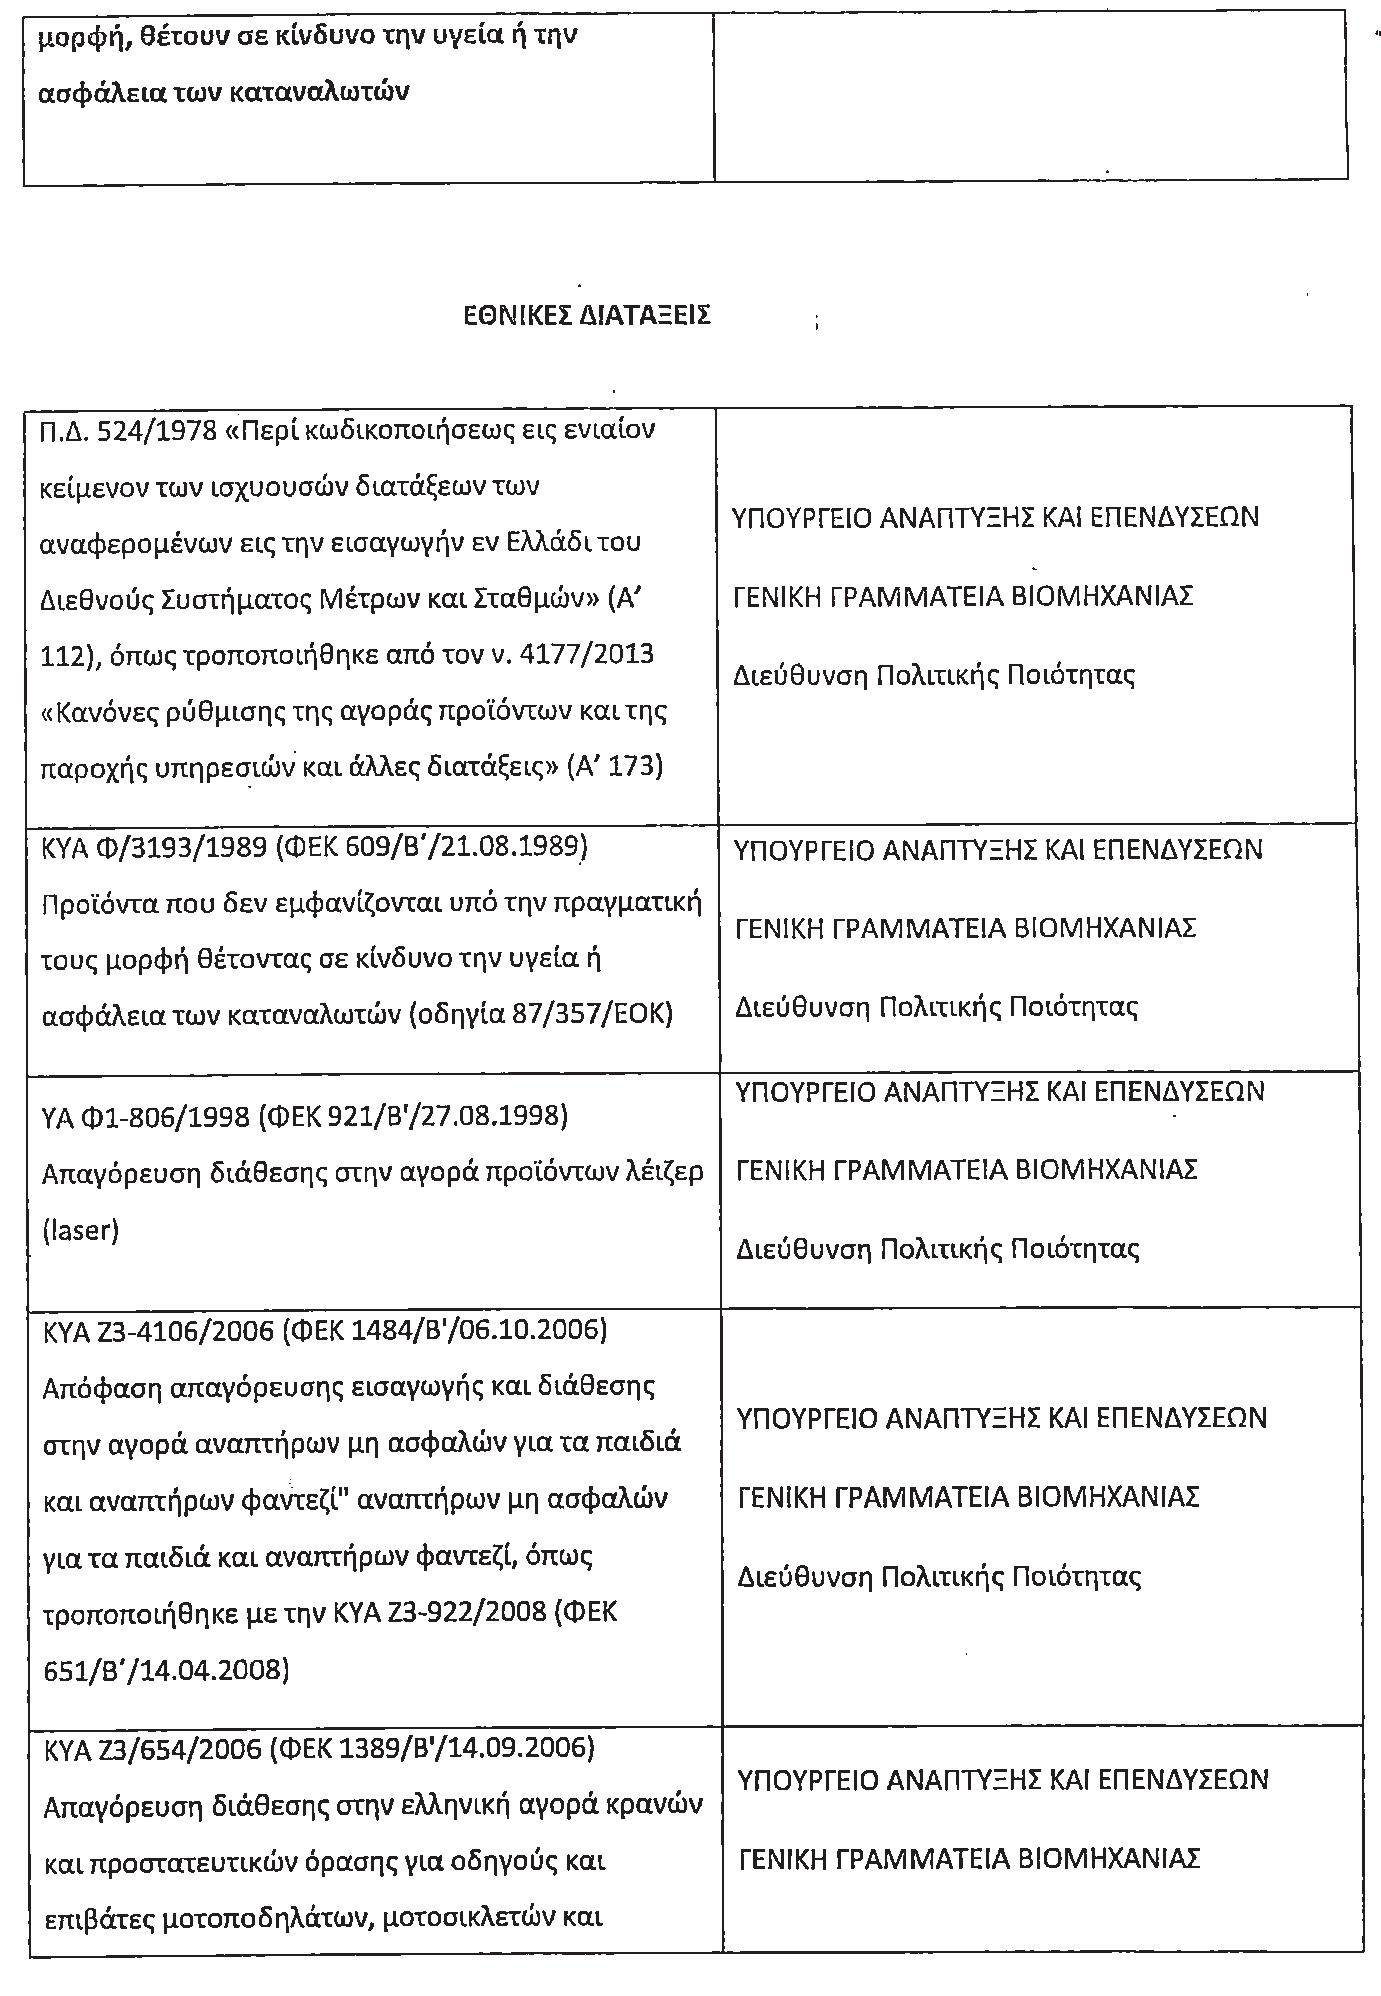 μορφή, θέτουν σε κίνδυνο την υγεία ή την
ασφάλεια των καταναλωτών
ΕΘΝΙΚΕΣ ΔΙΑΤΑΞΕΙΣ
Π.Δ. 524/1978 «Περί κωδικοποιήσεως εις ενιαίον
κείμενον των ισχυουσών διατάξεων των
αναφερομένων εις την εισαγωγήν εν Ελλάδι του
Διεθνούς Συστήματος Μέτρων και Σταθμών» (Α’
112), όπως τροποποιήθηκε από τον ν. 4177/2013
«Κανόνες ρύθμισης της αγοράς προϊόντων και της
παροχής υπηρεσιών και άλλες διατάξεις» (Α’ 173)
ΥΠΟΥΡΓΕΙΟ ΑΝΑΠΤΥΞΗΣ ΚΑΙ ΕΠΕΝΔΥΣΕΩΝ
ΓΕΝΙΚΗ ΓΡΑΜΜΑΤΕΙΑ ΒΙΟΜΗΧΑΝΙΑΣ
Διεύθυνση Πολιτικής Ποιότητας
ΚΥΑ Φ/3193/1989 (ΦΕΚ 609/Β’/21.08.1989)
Προϊόντα που δεν εμφανίζονται υπό την πραγματική
τους μορφή θέτοντας σε κίνδυνο την υγεία ή
ασφάλεια των καταναλωτών (οδηγία 87/357/ΕΟΚ)
ΥΠΟΥΡΓΕΙΟ ΑΝΑΠΤΥΞΗΣ ΚΑΙ ΕΠΕΝΔΥΣΕΩΝ
ΓΕΝΙΚΗ ΓΡΑΜΜΑΤΕΙΑ ΒΙΟΜΗΧΑΝΙΑΣ
Διεύθυνση Πολιτικής Ποιότητας
ΥΑ Φ1-806/1998 (ΦΕΚ 921/Β'/27.08.1998)
Απαγόρευση διάθεσης στην αγορά προϊόντων λέιζερ
(laser)
ΥΠΟΥΡΓΕΙΟ ΑΝΑΠΤΥΞΗΣ ΚΑΙ ΕΠΕΝΔΥΣΕΩΝ
ΓΕΝΙΚΗ ΓΡΑΜΜΑΤΕΙΑ ΒΙΟΜΗΧΑΝΙΑΣ
Διεύθυνση Πολιτικής Ποιότητας
ΚΥΑ Ζ3-4106/2006 (ΦΕΚ 1484/Β'/06.10.2006)
Απόφαση απαγόρευσης εισαγωγής και διάθεσης
στην αγορά αναπτήρων μη ασφαλών για τα παιδιά
και αναπτήρων φαντεζί" αναπτήρων μη ασφαλών
για τα παιδιά και αναπτήρων φαντεζί, όπως
τροποποιήθηκε με την ΚΥΑ Ζ3-922/2008 (ΦΕΚ
651/Β’/14.04.2008)
ΥΠΟΥΡΓΕΙΟ ΑΝΑΠΤΥΞΗΣ ΚΑΙ ΕΠΕΝΔΥΣΕΩΝ
ΓΕΝΙΚΗ ΓΡΑΜΜΑΤΕΙΑ ΒΙΟΜΗΧΑΝΙΑΣ
Διεύθυνση Πολιτικής Ποιότητας
ΚΥΑ Ζ3/654/2006 (ΦΕΚ 1389/Β'/14.09.2006)
Απαγόρευση διάθεσης στην ελληνική αγορά κρανών
και προστατευτικών όρασης για οδηγούς και
επιβάτες μοτοποδηλάτων, μοτοσικλετών και
ΥΠΟΥΡΓΕΙΟ ΑΝΑΠΤΥΞΗΣ ΚΑΙ ΕΠΕΝΔΥΣΕΩΝ
ΓΕΝΙΚΗ ΓΡΑΜΜΑΤΕΙΑ ΒΙΟΜΗΧΑΝΙΑΣ